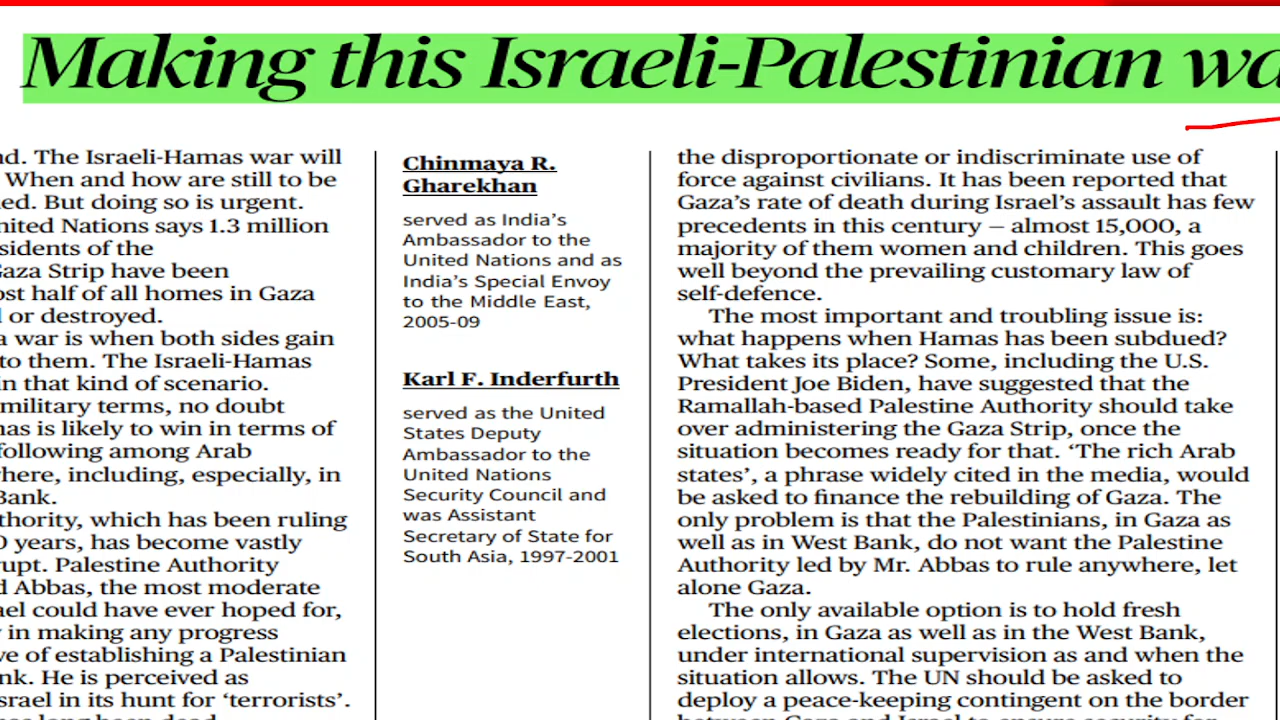 Making this Israeli-Palestinian
The Israeli-Hamas war will
When and how are still to be
But doing so is urgent.
Nations says 1.3 million
of the
Gaza Strip have been
half of all homes in Gaza
or destroyed.
a war is when both sides gain
to them. The Israeli-Hamas
in that kind of scenario.
military terms, no doubt
is likely to win in terms of
following among Arab
including, especially, in
Bank.
which has been ruling
years, has become vastly
Palestine Authority
Abbas, the most moderate
could have ever hoped for,
in making any progress
of establishing a Palestinian
He is perceived as
Israel in its hunt for ‘terrorists’.
long been dead
Chinmaya R.
Gharekhan
served as India’s
Ambassador to the
United Nations and as
India’s Special Envoy
to the Middle East,
2005-09
Karl F. Inderfurth
served as the United
States Deputy
Ambassador to the
United Nations
Security Council and
was Assistant
Secretary of State for
South Asia, 1997-2001
the disproportionate or indiscriminate use of
force against civilians. It has been reported that
Gaza’s rate of death during Israel’s assault has few
precedents in this century — almost 15,000, a
majority of them women and children. This goes
well beyond the prevailing customary law of
self-defence.
The most important and troubling issue is:
what happens when Hamas has been subdued?
What takes its place? Some, including the U.S.
President Joe Biden, have suggested that the
Ramallah-based Palestine Authority should take
over administering the Gaza Strip, once the
situation becomes ready for that. ‘The rich Arab
states’, a phrase widely cited in the media, would
be asked to finance the rebuilding of Gaza. The
only problem is that the Palestinians, in Gaza as
well as in West Bank, do not want the Palestine
Authority led by Mr. Abbas to rule anywhere, let
alone Gaza.
The only available option is to hold fresh
elections, in Gaza as well as in the West Bank,
under international supervision as and when the
situation allows. The UN should be asked to
deploy a peace-keeping contingent on the border
between Gaza and Israel to ensure security for